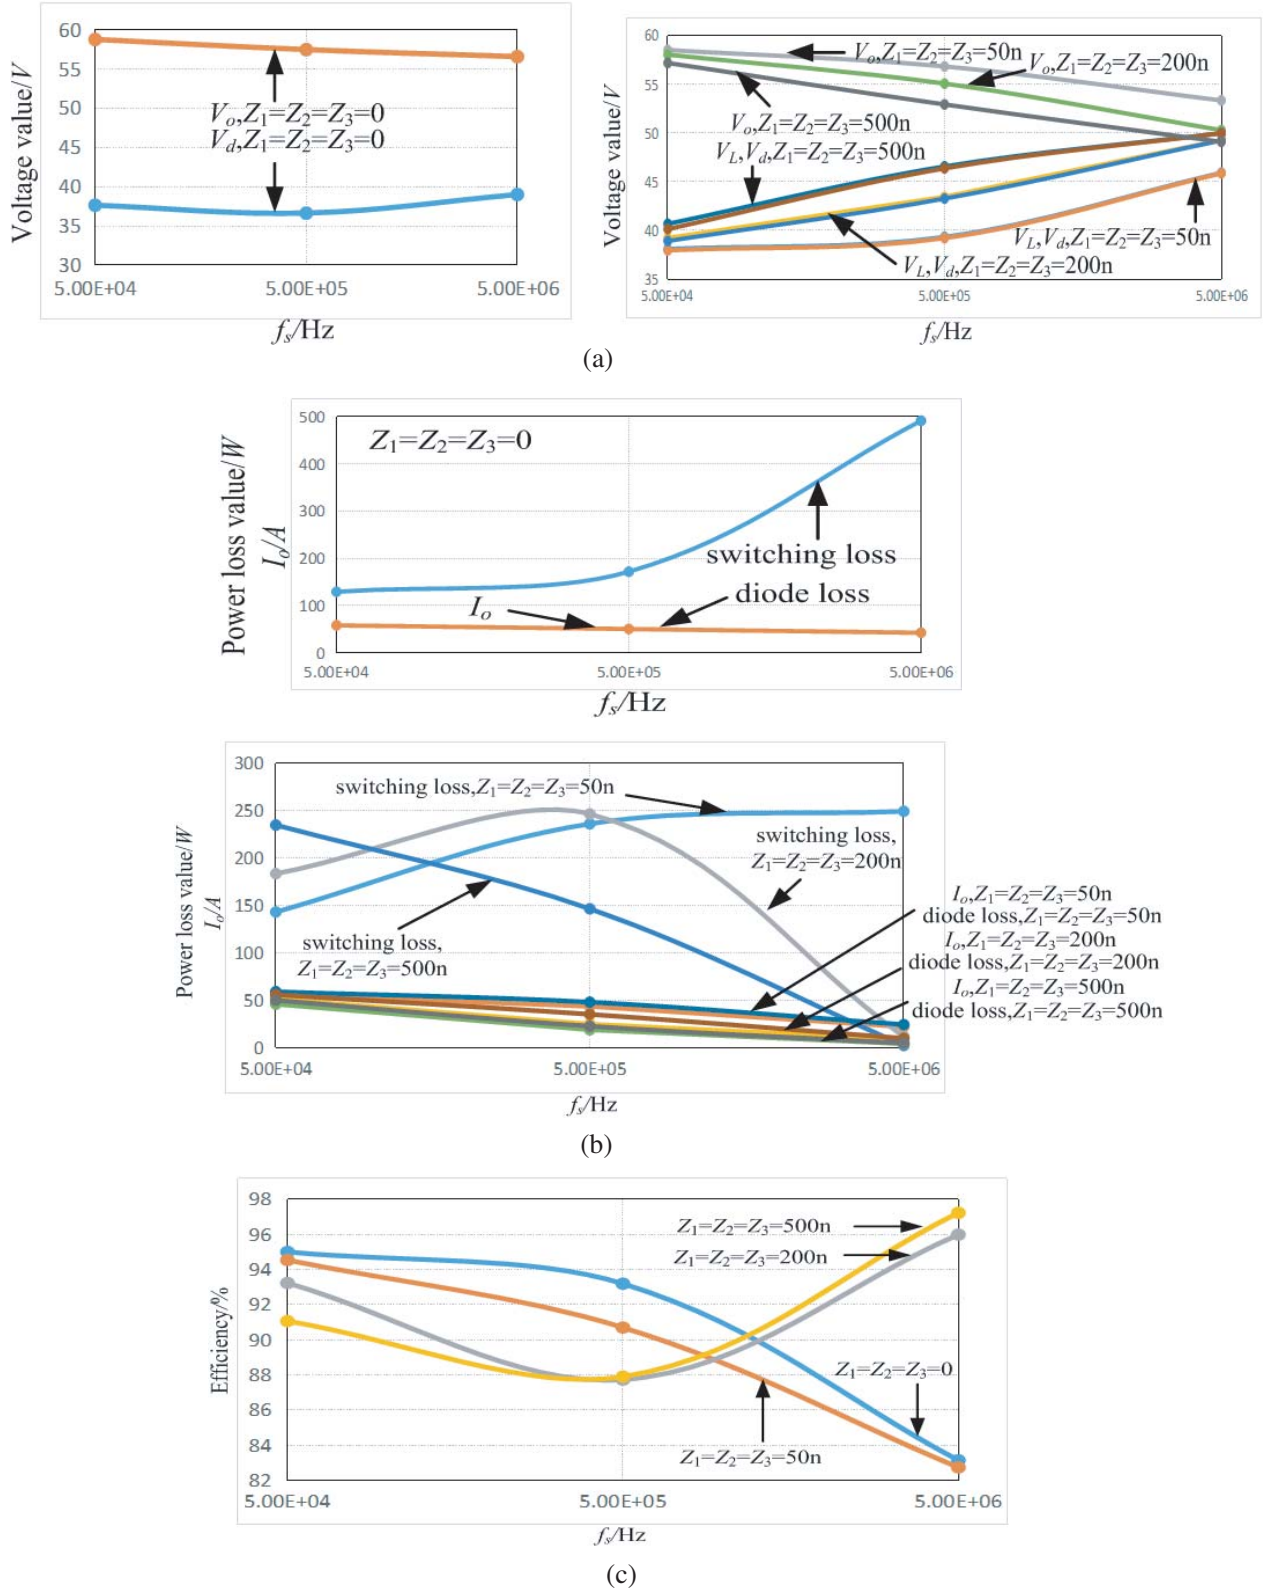 60
55
50
45
40
35
30
Voltage value/V
Vo,Z1=Z2=Z3=0
Vd,Z1=Z2=Z3=0
5.00E+04
5.00E+05
5.00E+06
fs/Hz
60
55
50
45
40
35
Voltage value/V
Vo,Z1=Z2=Z3=50n
Vo,Z1=Z2=Z3=200n
Vo,Z1=Z2=Z3=500n
VL,Vd,Z1=Z2=Z3=500n
VL,Vd,Z1=Z2=Z3=50n
VL,Vd,Z1=Z2=Z3=200n
5.00E+04
5.00E+05
5.00E+06
fs/Hz
(a)
500
400
300
200
100
0
Power loss value/W
Io/A
Z1=Z2=Z3=0
switching loss
diode loss
Io
5.00E+04
5.00E+05
5.00E+06
fs/Hz
300
250
200
150
100
50
0
Power loss value/W
Io/A
switching loss,Z1=Z2=Z3=50n
switching loss,
Z1=Z2=Z3=200n
switching loss,
Z1=Z2=Z3=500n
Io,Z1=Z2=Z3=50n
diode loss,Z1=Z2=Z3=50n
Io,Z1=Z2=Z3=200n
diode loss,Z1=Z2=Z3=200n
Io,Z1=Z2=Z3=500n
diode loss,Z1=Z2=Z3=500n
5.00E+04
5.00E+05
5.00E+06
fs/Hz
(b)
98
96
94
92
90
88
86
84
82
Efficiency/%
Z1=Z2=Z3=500n
Z1=Z2=Z3=200n
Z1=Z2=Z3=0
Z1=Z2=Z3=50n
5.00E+04
5.00E+05
5.00E+06
fs/Hz
(c)